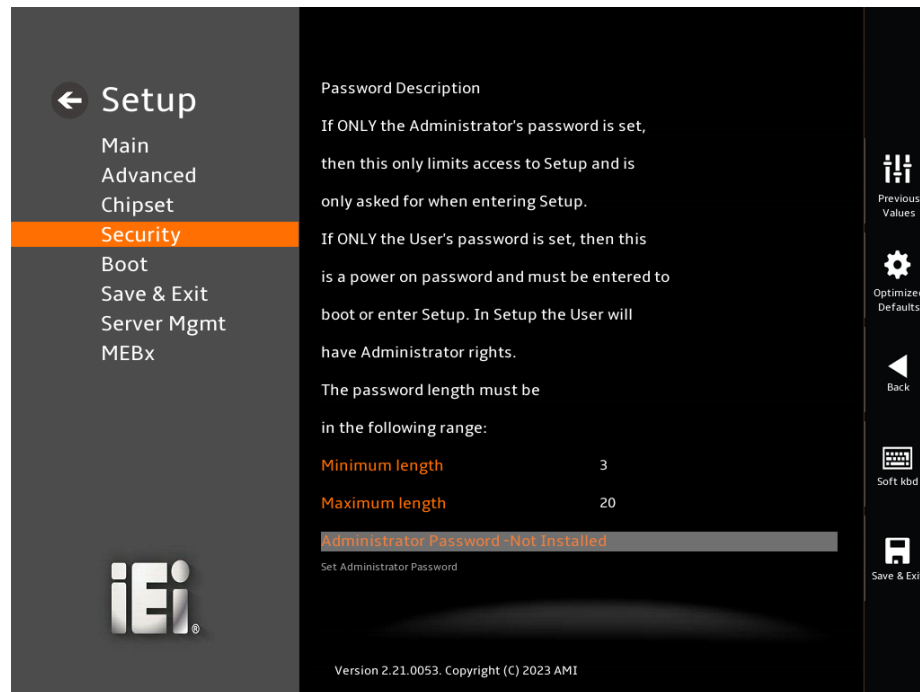 Setup
Main
Advanced
Chipset
Security
Boot
Save & Exit
Server Mgmt
MEBx
iEi
®
Password Description
If ONLY the Administrator's password is set,
then this only limits access to Setup and is
only asked for when entering Setup.
If ONLY the User's password is set, then this
is a power on password and must be entered to
boot or enter Setup. In Setup the User will
have Administrator rights.
The password length must be
in the following range:
Minimum length 3
Maximum length 20
Administrator Password -Not Installed
Set Administrator Password
Version 2.21.0053. Copyright (C) 2023 AMI
Previous
Values
Optimized
Defaults
Back
Soft kbd
Save & Exi